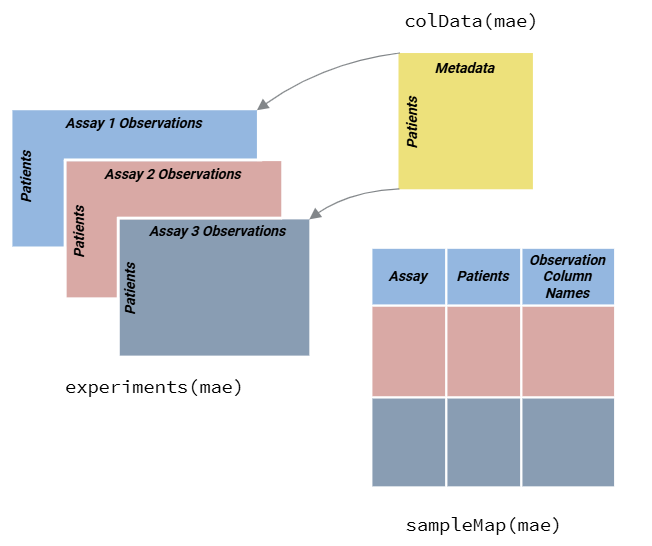 colData(mae)
Metadata
Patients
Assay 1 Observations
Patients
Assay 2 Observations
Patients
Assay 3 Observations
Patients
experiments(mae)
Assay
Patients
Observation
Column
Names
sampleMap(mae)